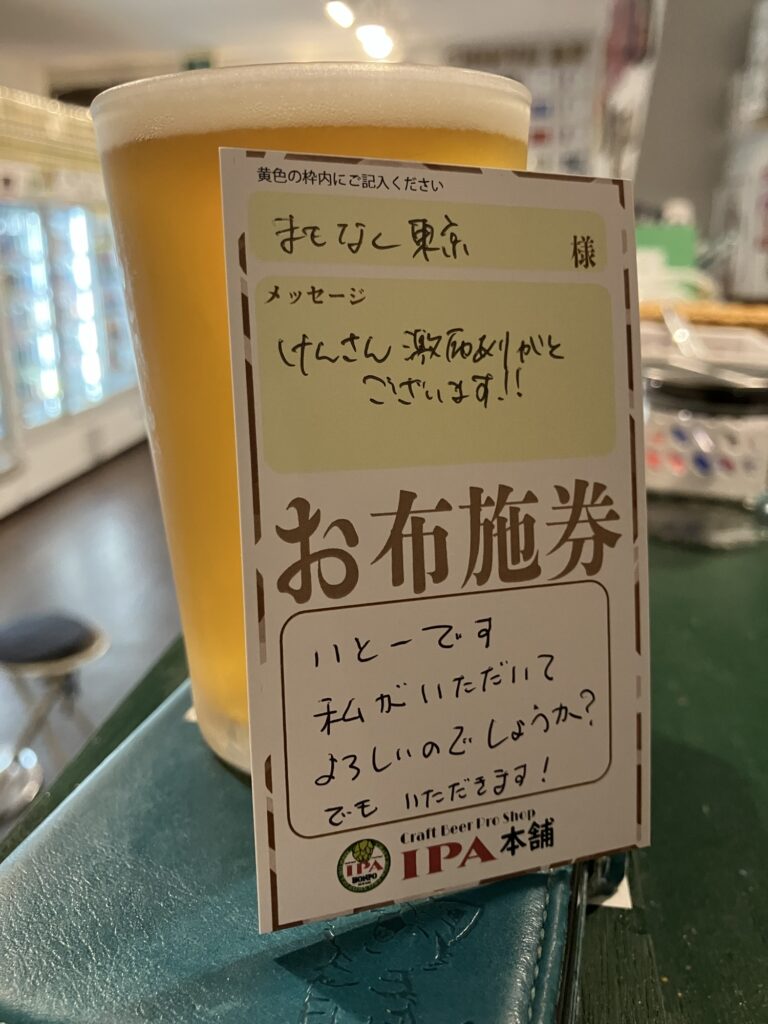 黄色の枠内にご記入ください
まもなく東京 様
メッセージ
けんさん 激励ありがと
ございます!!
お布施券
いとーです
私がいただいて
よろしいのでしょうか?
でも いただきます!
Craft Beer Pro Shop
IPA本舗
IPA
HONPO